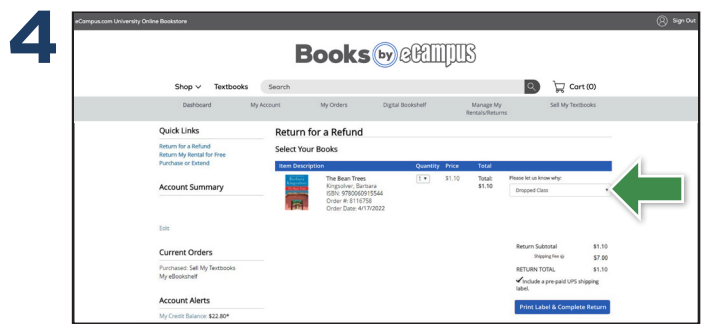 4
eCampus.com University Online Bookstore
Sign Out
Books by eCampus
Shop
Textbooks
Search
Cart (0)
Dashboard
My Account
My Orders
Digital Bookshelf
Manage My
Rentals/Returns
Sell My Textbooks
Quick Links
Return for a Refund
Return My Rental for Free
Purchase or Extend
Account Summary
Edit
Current Orders
Purchased: Sell My Textbooks
My eBookshelf
Account Alerts
My Credit Balance: $22.80*
Return for a Refund
Select Your Books
Item Description Quantity Price Total
The Bean Trees 1 $1.10 Total:
Kingsolver, Barbara $1.10
ISBN: 9780060915544
Order #: 8116758
Order Date: 4/17/2022
Please let us know why:
Dropped Class
Return Subtotal $1.10
Shipping Fee $7.00
RETURN TOTAL $1.10
Include a pre-paid UPS shipping
label.
Print Label & Complete Return